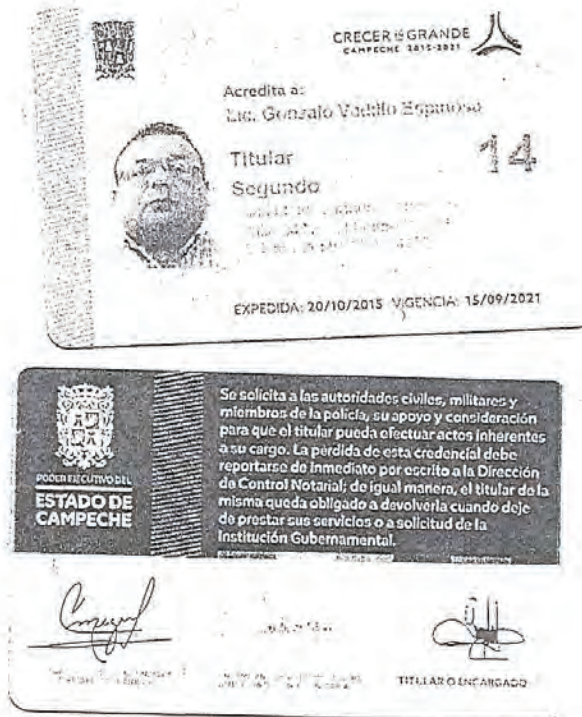 CRECER ES GRANDE
CAMPECHE 2015-2021
Acredita a:
Lic. Gonzalo Vadillo Espinosa
Titular
14
Segundo
EXPEDIDA: 20/10/2015 VIGENCIA: 15/09/2021
Se solicita a las autoridades civiles, militares y
miembros de la policía, su apoyo y consideración
para que el titular pueda efectuar actos inherentes
a su cargo. La pérdida de esta credencial debe
reportarse de inmediato por escrito a la Dirección
de Control Notarial; de igual manera, el titular de la
misma queda obligado a devolverla cuando deje
de prestar sus servicios o a solicitud de la
Institución Gubernamental.
PODER EJECUTIVO DEL
ESTADO DE
CAMPECHE
TITULAR O ENCARGADO